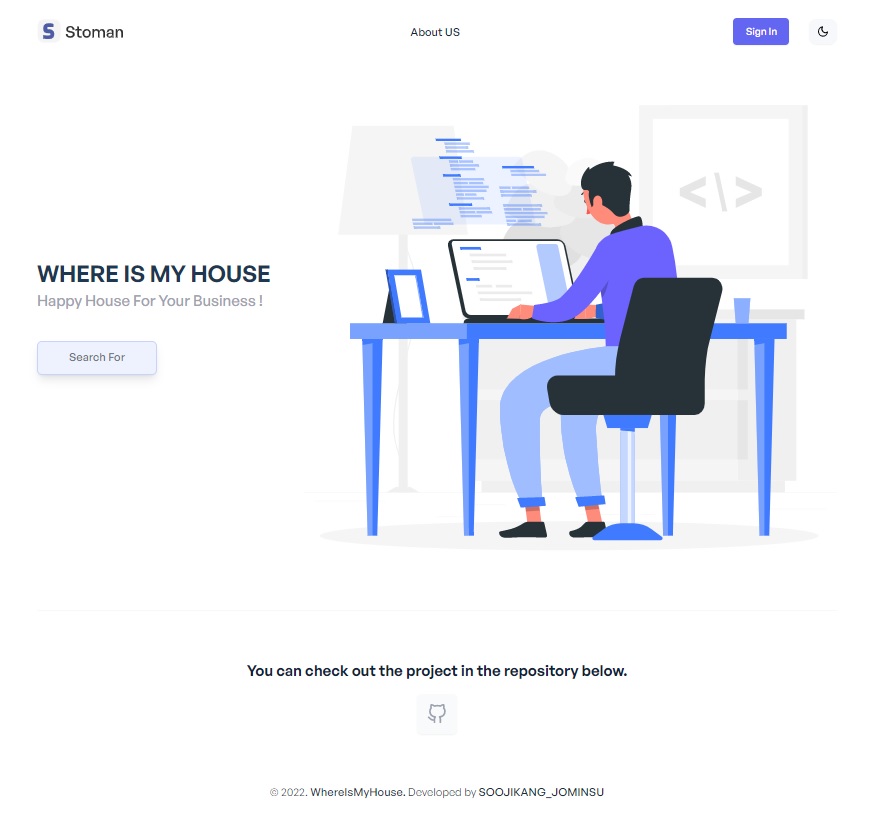 S Stoman
About US
Sign In
</\>
WHERE IS MY HOUSE
Happy House For Your Business !
Search For
You can check out the project in the repository below.
© 2022. WhereIsMyHouse. Developed by SOOJIKANG_JOMINSU